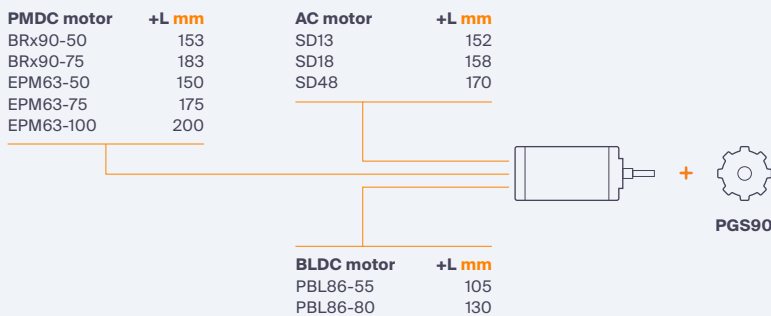 PMDC motor +L mm
BRx90-50 153
BRx90-75 183
EPM63-50 150
EPM63-75 175
EPM63-100 200
AC motor +L mm
SD13 152
SD18 158
SD48 170
+
PGS90
BLDC motor +L mm
PBL86-55 105
PBL86-80 130